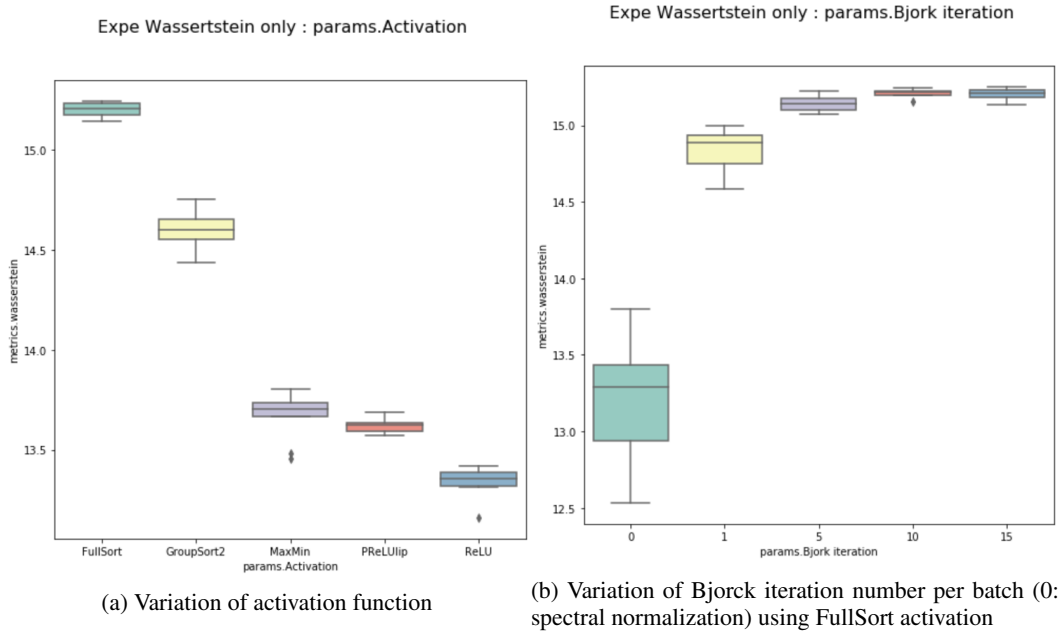 Expe Wassertstein only : params.Activation
metrics.wasserstein
15.0
14.5
14.0
13.5
FullSort GroupSort2 MaxMin PReLUlip ReLU
params.Activation
(a) Variation of activation function
Expe Wassertstein only : params.Bjork iteration
metrics.wasserstein
15.0
14.5
14.0
13.5
13.0
12.5
0 1 5 10 15
params.Bjork iteration
(b) Variation of Bjorck iteration number per batch (0:
spectral normalization) using FullSort activation